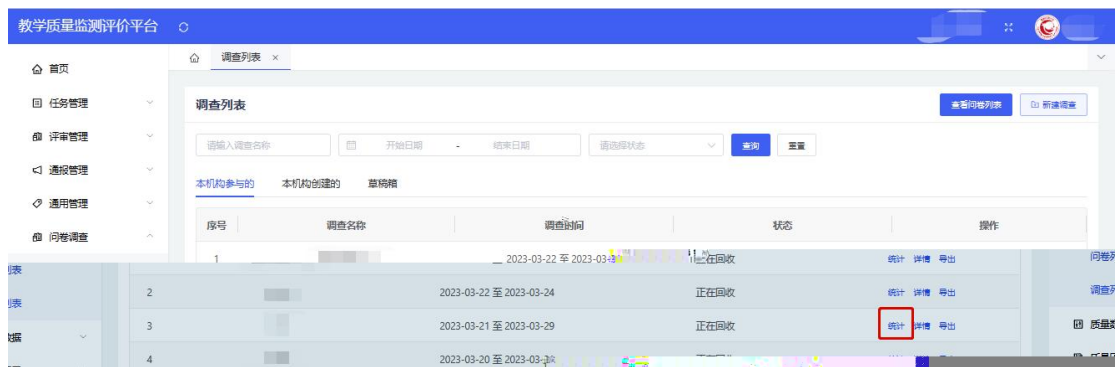 教学质量监测评价平台
调查列表 ×
首页
任务管理
评审管理
通报管理
通用管理
问卷调查
调查列表
查看问卷列表 新建调查
请输入调查名称 开始日期 - 结束日期 请选择状态 查询 重置
本机构参与的 本机构创建的 草稿箱
序号 调查名称 调查时间 状态 操作
1 2023-03-22 至 2023-03- 正在回收 统计 详情 导出
2 2023-03-22 至 2023-03-24 正在回收 统计 详情 导出
3 2023-03-21 至 2023-03-29 正在回收 统计 详情 导出
4 2023-03-20 至 2023-03-